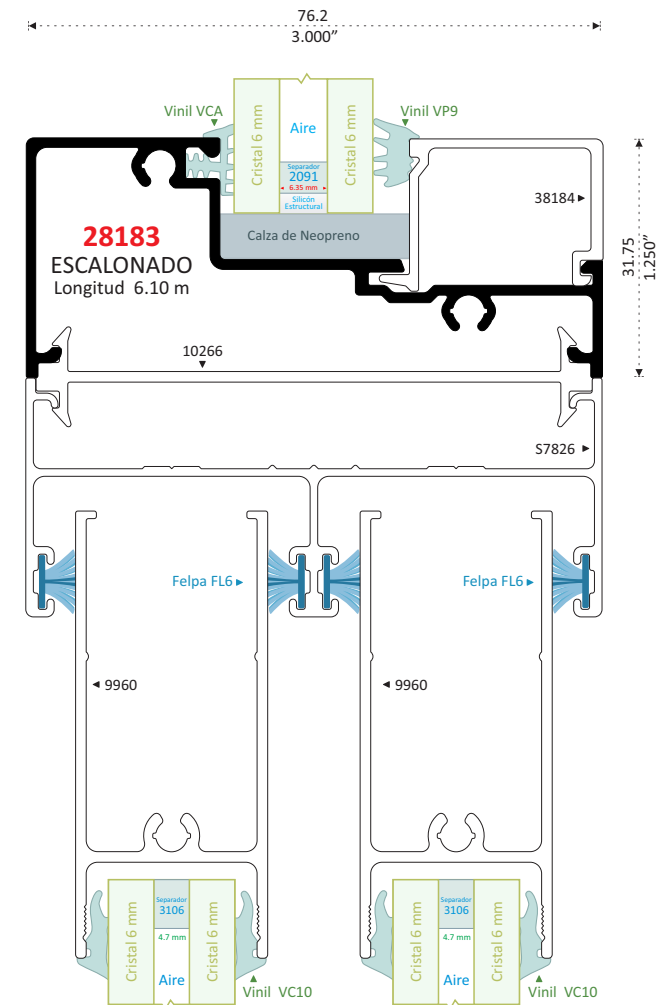 76.2
3.000”
Vinil VCA
Vinil VP9
Cristal 6 mm
Aire
Cristal 6 mm
Separador
2091
6.35 mm
Silicón
Estructural
Calza de Neopreno
38184
31.75
1.250”
28183
ESCALONADO
Longitud 6.10 m
10266
S7826
Felpa FL6
Felpa FL6
9960
9960
Cristal 6 mm
Separador
3106
4.7 mm
Aire
Cristal 6 mm
Vinil VC10
Cristal 6 mm
Separador
3106
4.7 mm
Aire
Cristal 6 mm
Vinil VC10